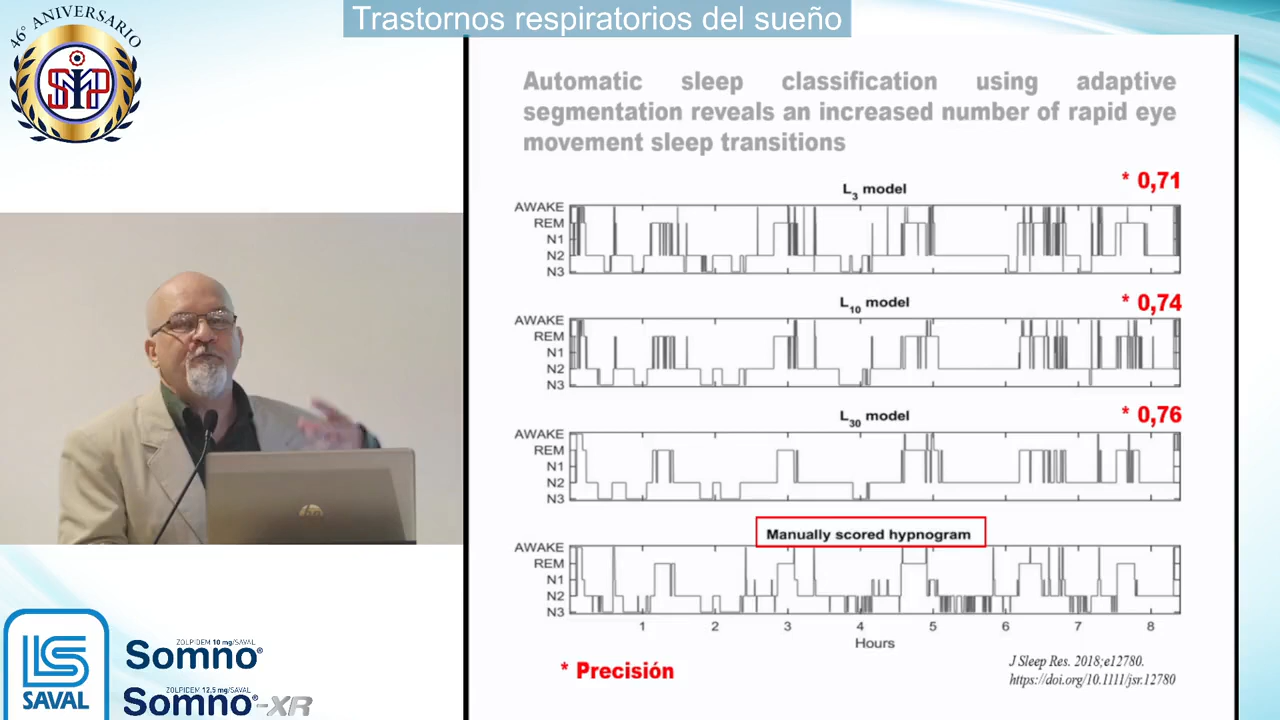 Trastornos respiratorios del sueño
46° ANIVERSARIO
SMP
Automatic sleep classification using adaptive
segmentation reveals an increased number of rapid eye
movement sleep transitions
L3 model
* 0,71
AWAKE
REM
N1
N2
N3
L10 model
* 0,74
AWAKE
REM
N1
N2
N3
L30 model
* 0,76
AWAKE
REM
N1
N2
N3
Manually scored hypnogram
AWAKE
REM
N1
N2
N3
1 2 3 4 5 6 7 8
Hours
* Precisión
J Sleep Res. 2018;e12780.
https://doi.org/10.1111/jsr.12780
hp
LS
SAVAL
ZOLPIDEM 10 mg/SAVAL
Somno®
ZOLPIDEM 12,5 mg/SAVAL
Somno®-XR